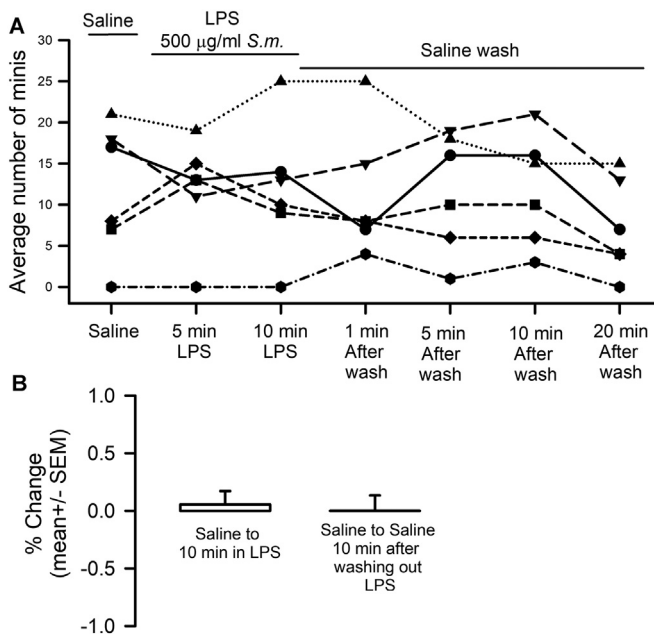 A
Saline
LPS
500 µg/ml S.m.
Saline wash
Average number of minis
30
25
20
15
10
5
0
Saline
5 min
LPS
10 min
LPS
1 min
After
wash
5 min
After
wash
10 min
After
wash
20 min
After
wash
B
% Change
(mean+/- SEM)
1.0
0.5
0.0
-0.5
-1.0
Saline to
10 min in LPS
Saline to Saline
10 min after
washing out
LPS